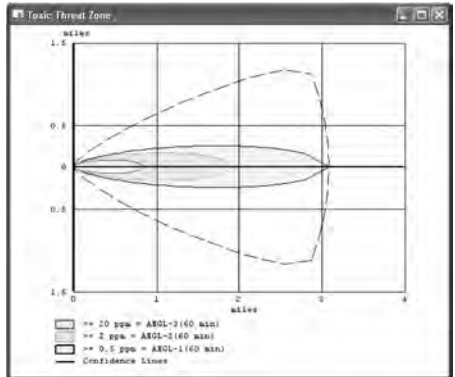 Toxic Threat Zone
miles
1.5
0.5
0
0.5
1.5
0 1 2 3 4
miles
>= 20 ppm = AEGL-3(60 min)
>= 2 ppm = AEGL-2(60 min)
>= 0.5 ppm = AEGL-1(60 min)
Confidence Lines